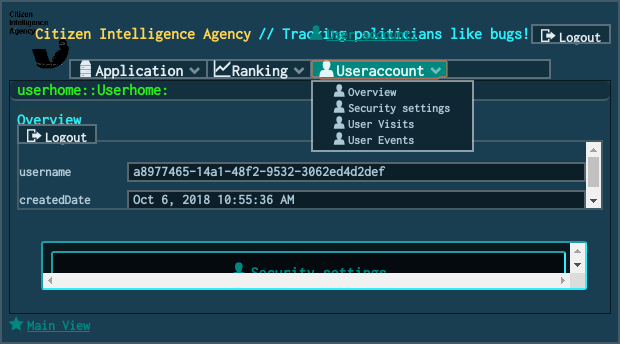 Citizen
Intelligence
Agency
Citizen Intelligence Agency // Tracking politicians like bugs!
Logout
Application
Ranking
Useraccount
Overview
Security settings
User Visits
User Events
userhome::Userhome:
Overview
Logout
username
a8977465-14a1-48f2-9532-3062ed4d2def
createdDate
Oct 6, 2018 10:55:36 AM
Security settings
Main View